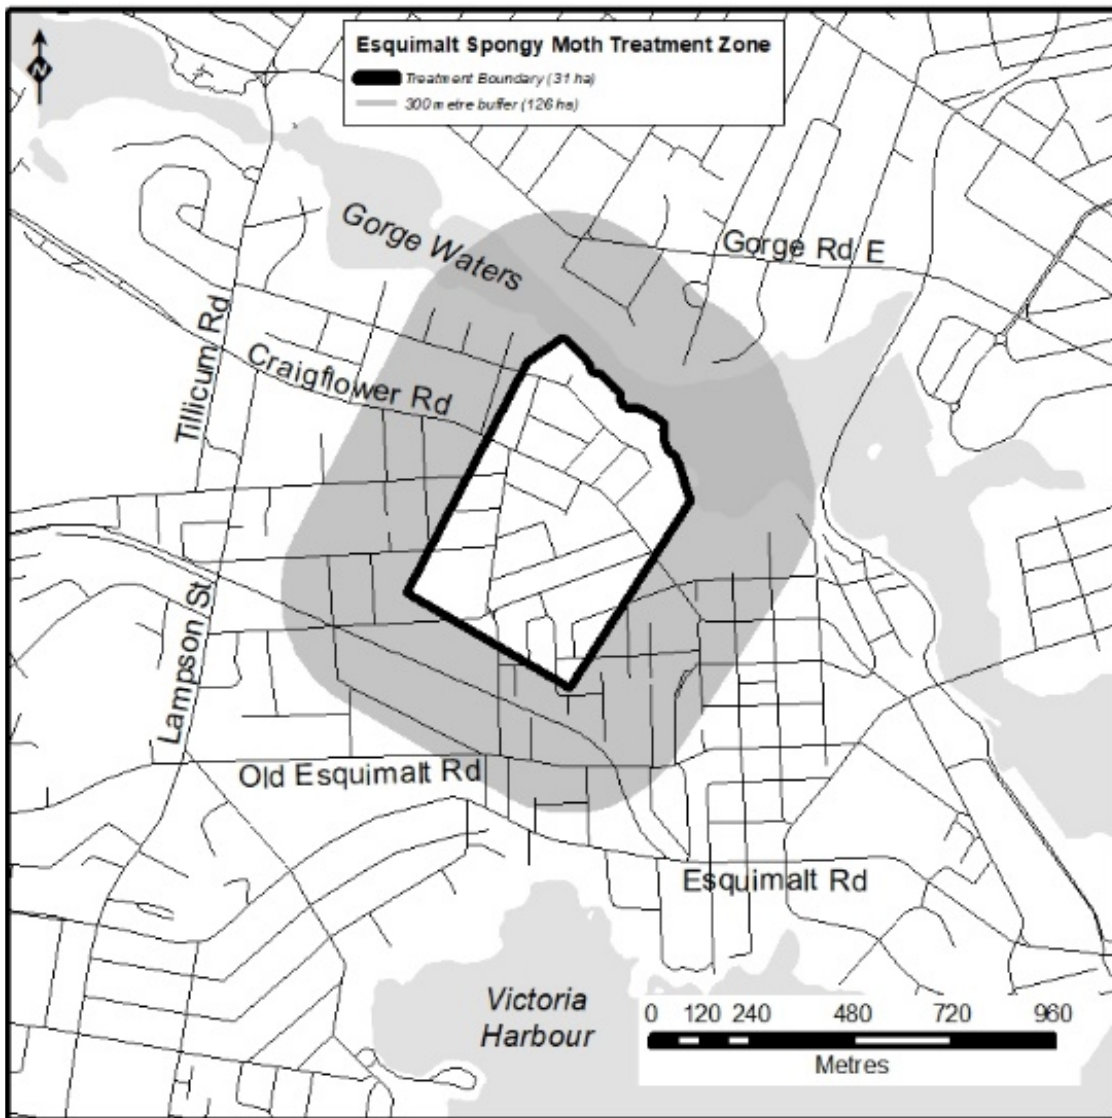 Esquimalt Spongy Moth Treatment Zone
Treatment Boundary (31 ha)
300 metre buffer (126 ha)
N
Gorge Waters
Gorge Rd E
Tillicum Rd
Craigflower Rd
Lampson St
Old Esquimalt Rd
Esquimalt Rd
Victoria
Harbour
0 120 240 480 720 960
Metres